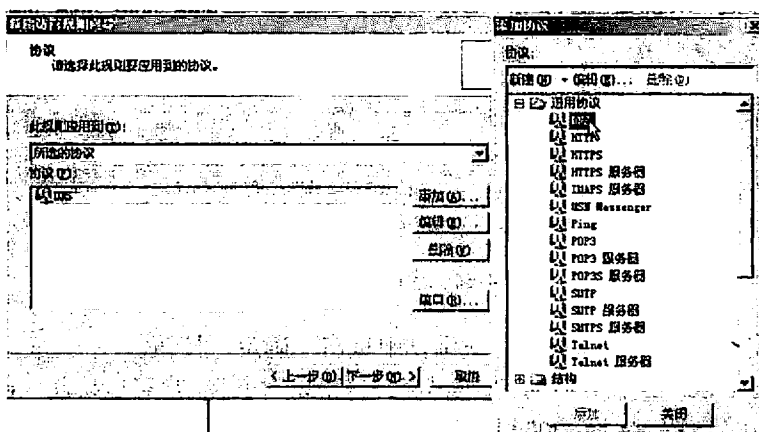 协议
请选择此规则要应用到的协议。
此规则应用到(T):
所选的协议
协议(P):
DNS
添加(A)...
编辑(E)...
删除(V)
端口(R)...
< 上一步(B)
下一步(N) >
取消
添加协议
协议:
新建(W)
编辑(E)...
删除(D)
通用协议
DNS
HTTP
HTTPS
HTTPS 服务器
IMAPS 服务器
MSN Messenger
Ping
POP3
POP3 服务器
POP3S 服务器
SMTP
SMTP 服务器
SMTPS 服务器
Telnet
Telnet 服务器
结构
添加
关闭